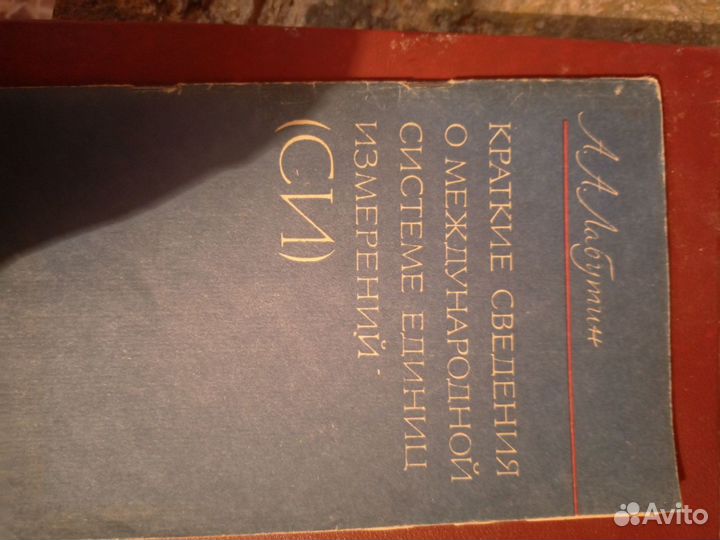 А. А. Лабутин
КРАТКИЕ СВЕДЕНИЯ
О МЕЖДУНАРОДНОЙ
СИСТЕМЕ ЕДИНИЦ
ИЗМЕРЕНИЙ
(СИ)
Avito